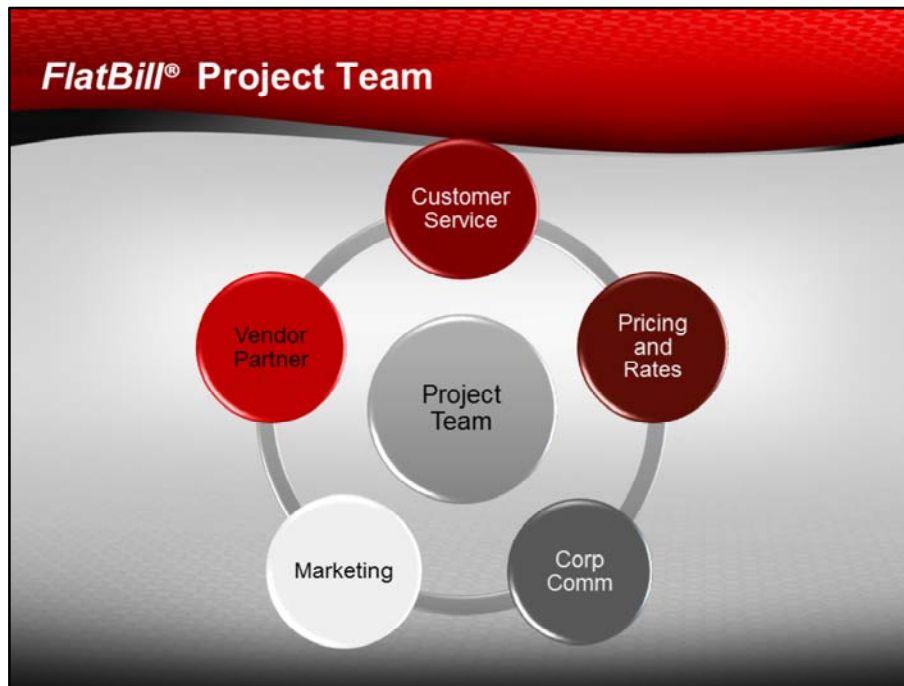 FlatBill® Project Team
Customer
Service
Pricing
and
Rates
Corp
Comm
Marketing
Vendor
Partner
Project
Team